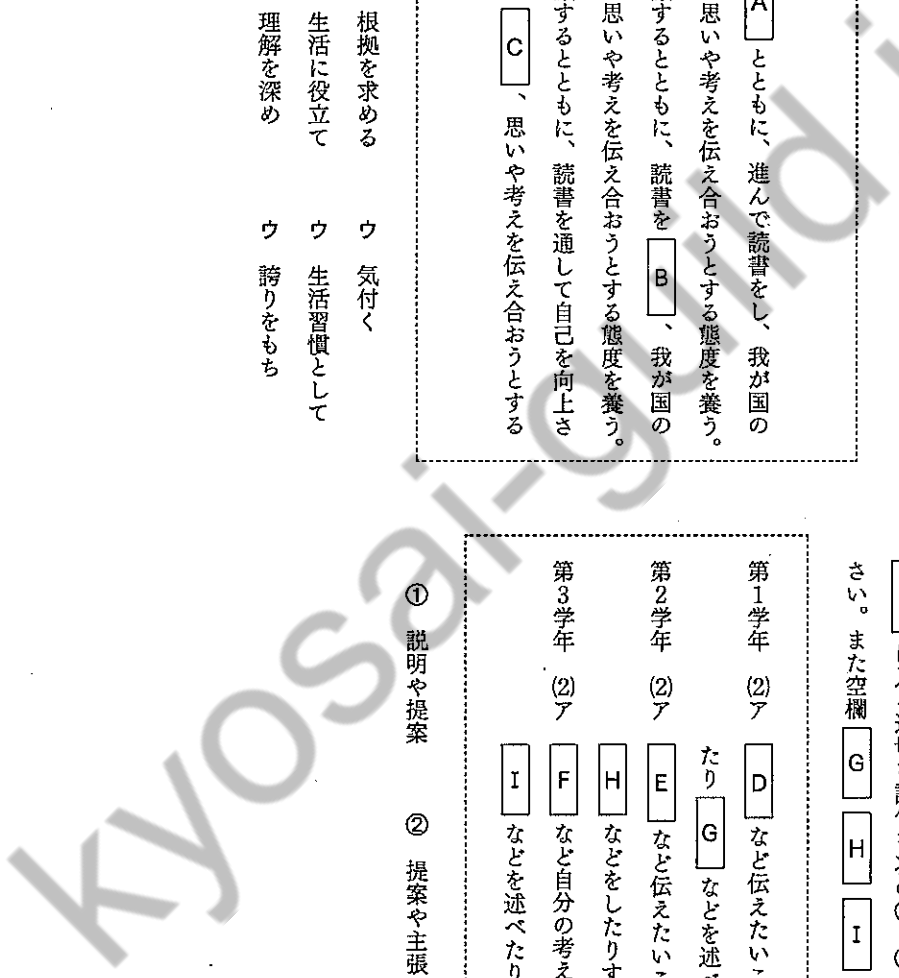 A とともに、進んで読書をし、我が国の
思いや考えを伝え合おうとする態度を養う。
するとともに、読書を B 、我が国の
思いや考えを伝え合おうとする態度を養う。
するとともに、読書を通して自己を向上さ
C 、思いや考えを伝え合おうとする
根拠を求める ウ 気付く
生活に役立て ウ 生活習慣として
理解を深め ウ 誇りをもち
さい。また空欄 G H I
第1学年 (2)ア D など伝えたい
たり G などを述べ
第2学年 (2)ア E など伝えたい
H などをしたりす
第3学年 (2)ア F など自分の考え
I などを述べたり
① 説明や提案 ② 提案や主張
kyosai-guild